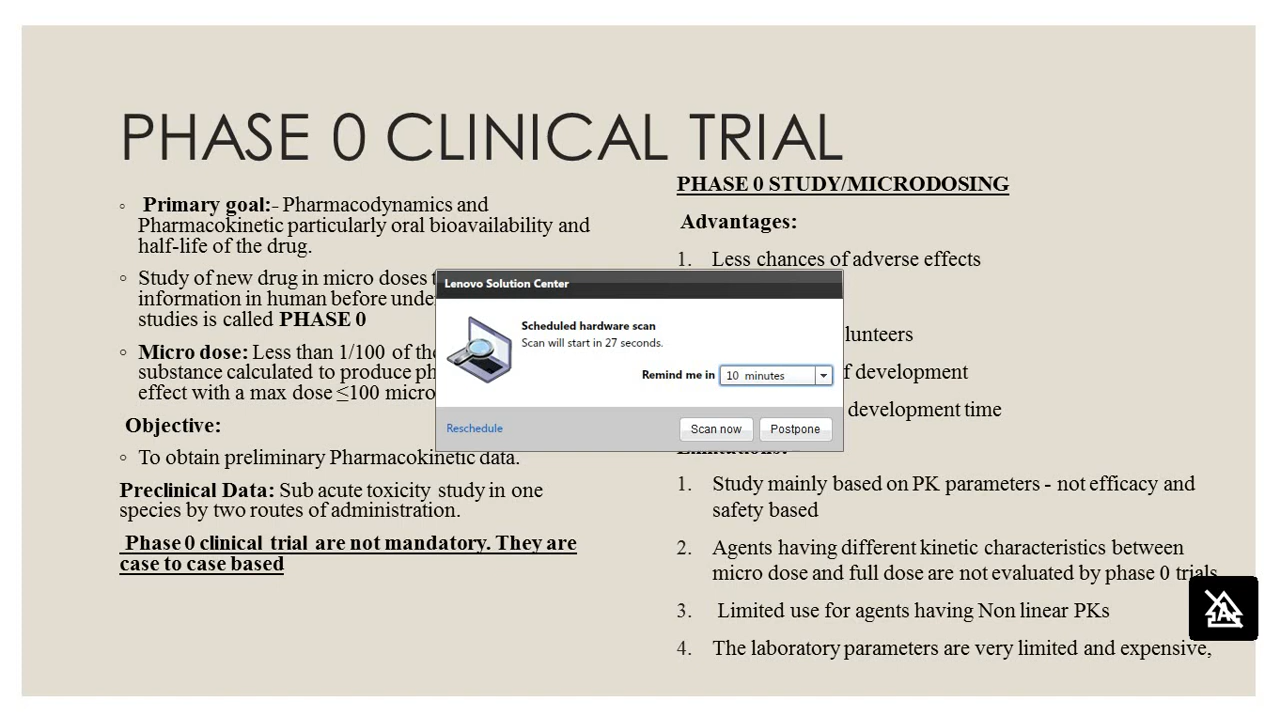 PHASE 0 CLINICAL TRIAL
◦ Primary goal:- Pharmacodynamics and
Pharmacokinetic particularly oral bioavailability and
half-life of the drug.
◦ Study of new drug in micro doses
information in human before
studies is called PHASE 0
◦ Micro dose: Less than 1/100 of
substance calculated to produce
effect with a max dose ≤100
Objective:
◦ To obtain preliminary Pharmacokinetic data.
Preclinical Data: Sub acute toxicity study in one
species by two routes of administration.
Phase 0 clinical trial are not mandatory. They are
case to case based
PHASE 0 STUDY/MICRODOSING
Advantages:
1. Less chances of adverse effects
development
development time
1. Study mainly based on PK parameters - not efficacy and
safety based
2. Agents having different kinetic characteristics between
micro dose and full dose are not evaluated by phase 0 trials
3. Limited use for agents having Non linear PKs
4. The laboratory parameters are very limited and expensive,
Lenovo Solution Center
Scheduled hardware scan
Scan will start in 27 seconds.
Remind me in 10 minutes
Reschedule Scan now Postpone